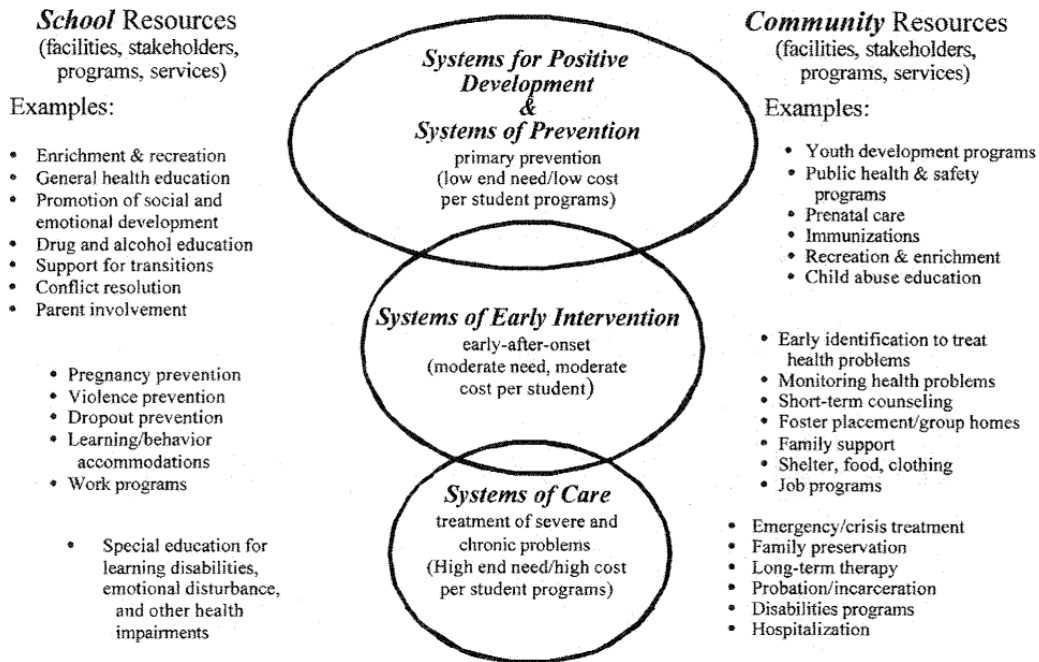 School Resources
(facilities, stakeholders,
programs, services)
Examples:
• Enrichment & recreation
• General health education
• Promotion of social and
emotional development
• Drug and alcohol education
• Support for transitions
• Conflict resolution
• Parent involvement
• Pregnancy prevention
• Violence prevention
• Dropout prevention
• Learning/behavior
accommodations
• Work programs
• Special education for
learning disabilities,
emotional disturbance,
and other health
impairments
Systems for Positive
Development
&
Systems of Prevention
primary prevention
(low end need/low cost
per student programs)
Systems of Early Intervention
early-after-onset
(moderate need, moderate
cost per student)
Systems of Care
treatment of severe and
chronic problems
(High end need/high cost
per student programs)
Community Resources
(facilities, stakeholders,
programs, services)
Examples:
• Youth development programs
• Public health & safety
programs
• Prenatal care
• Immunizations
• Recreation & enrichment
• Child abuse education
• Early identification to treat
health problems
• Monitoring health problems
• Short-term counseling
• Foster placement/group homes
• Family support
• Shelter, food, clothing
• Job programs
• Emergency/crisis treatment
• Family preservation
• Long-term therapy
• Probation/incarceration
• Disabilities programs
• Hospitalization